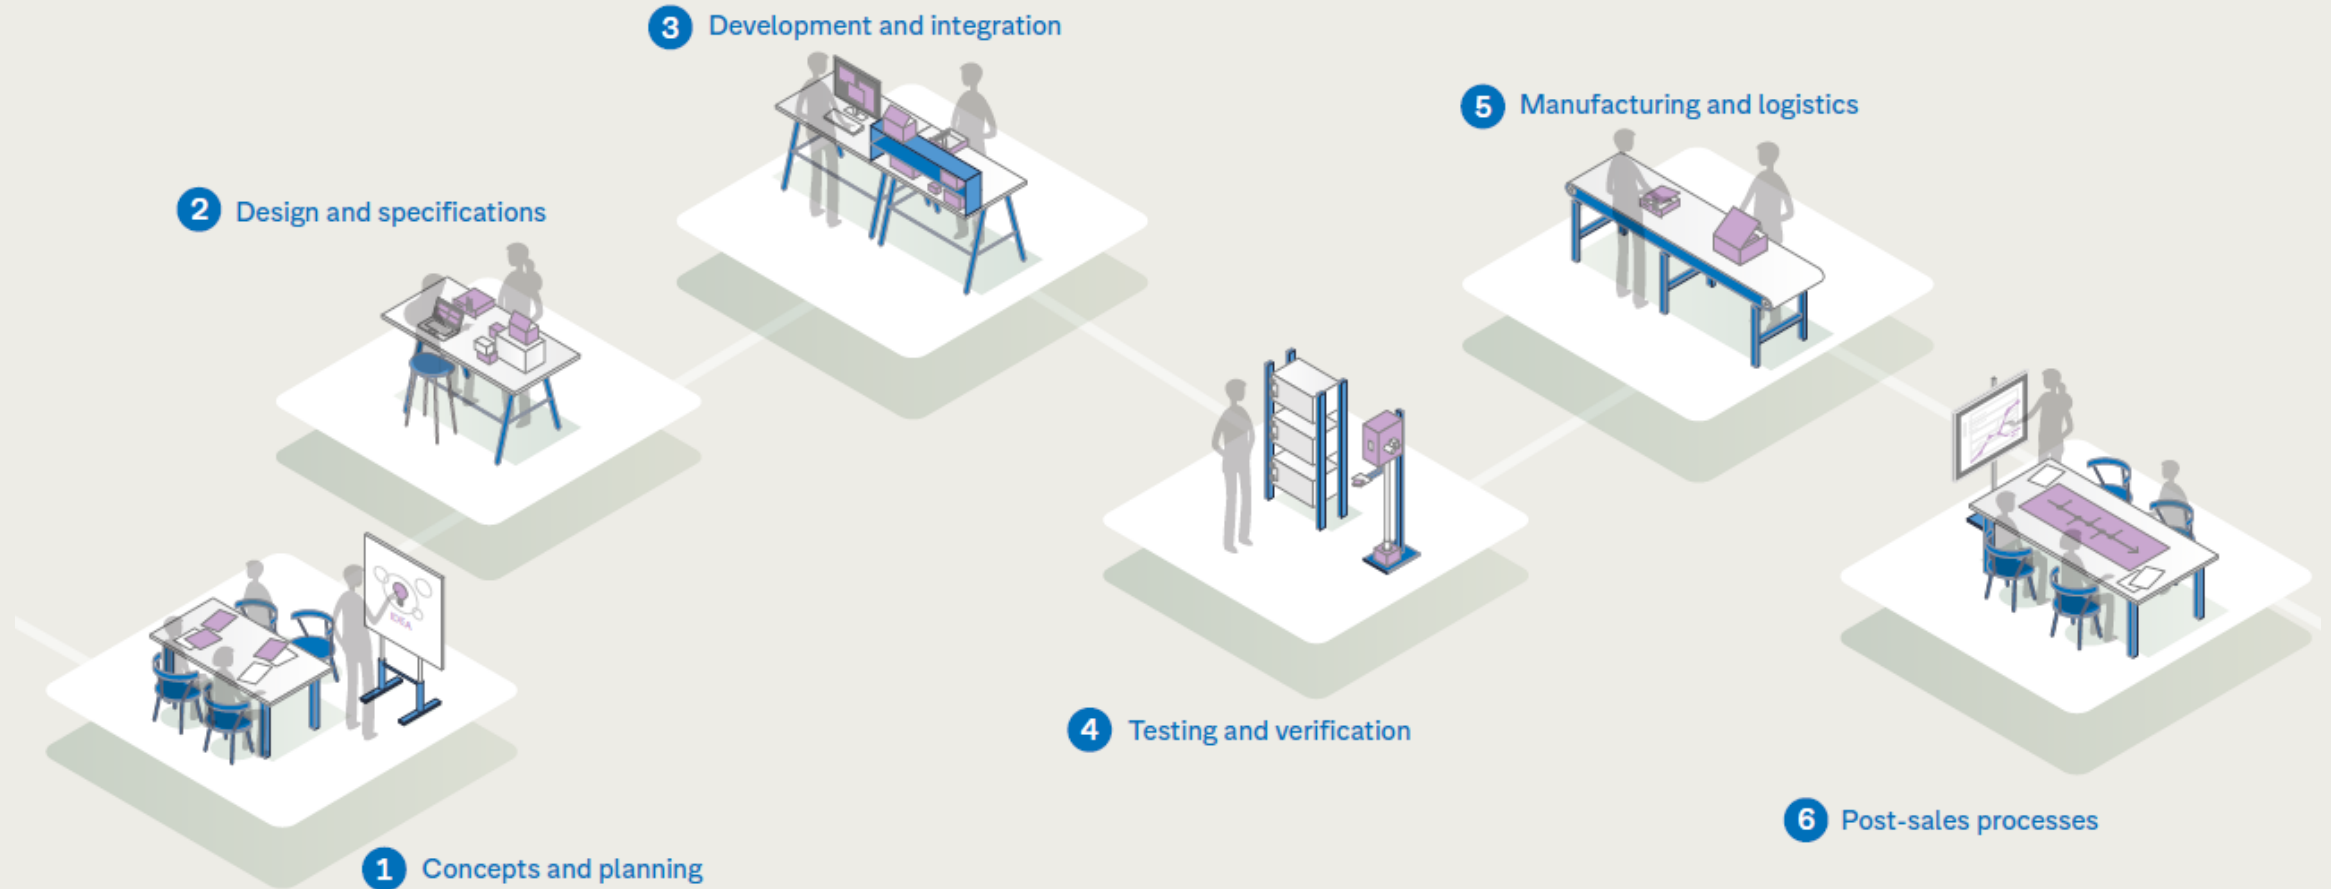 1 Concepts and planning
2 Design and specifications
3 Development and integration
4 Testing and verification
5 Manufacturing and logistics
6 Post-sales processes
IDEA